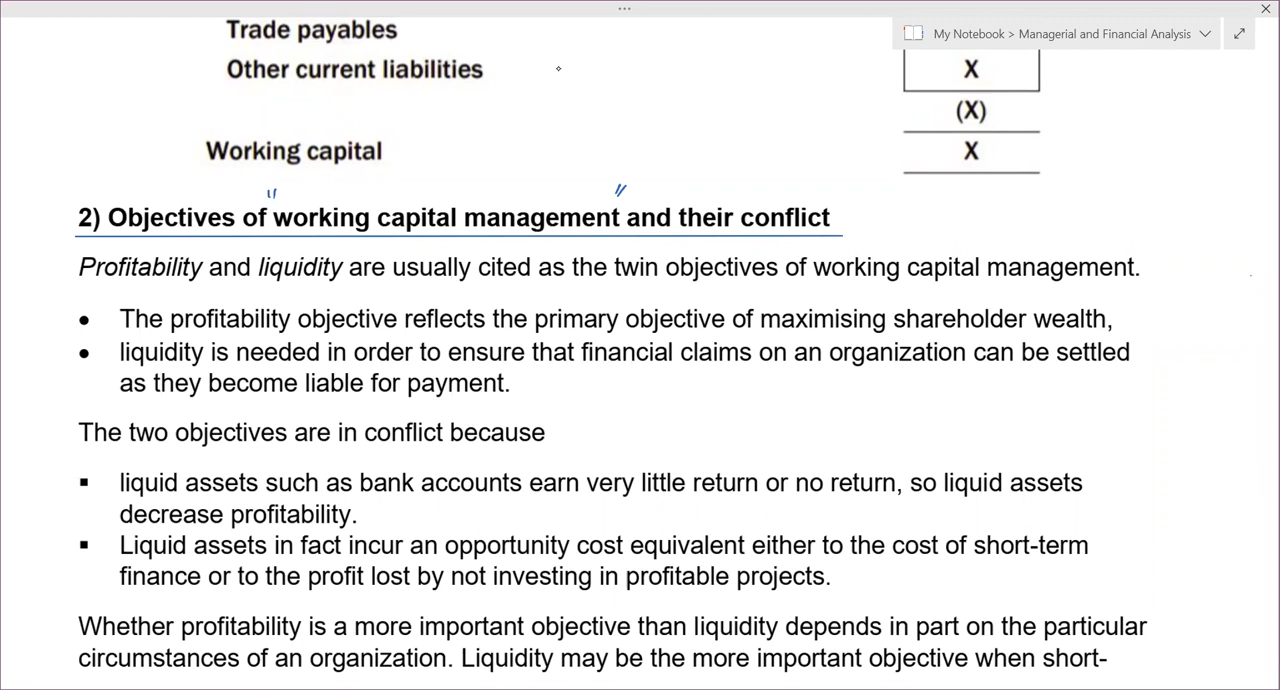 Trade payables
My Notebook > Managerial and Financial Analysis
Other current liabilities X
(X)
Working capital X
2) Objectives of working capital management and their conflict
Profitability and liquidity are usually cited as the twin objectives of working capital management.
• The profitability objective reflects the primary objective of maximising shareholder wealth,
• liquidity is needed in order to ensure that financial claims on an organization can be settled
as they become liable for payment.
The two objectives are in conflict because
▪ liquid assets such as bank accounts earn very little return or no return, so liquid assets
decrease profitability.
▪ Liquid assets in fact incur an opportunity cost equivalent either to the cost of short-term
finance or to the profit lost by not investing in profitable projects.
Whether profitability is a more important objective than liquidity depends in part on the particular
circumstances of an organization. Liquidity may be the more important objective when short-